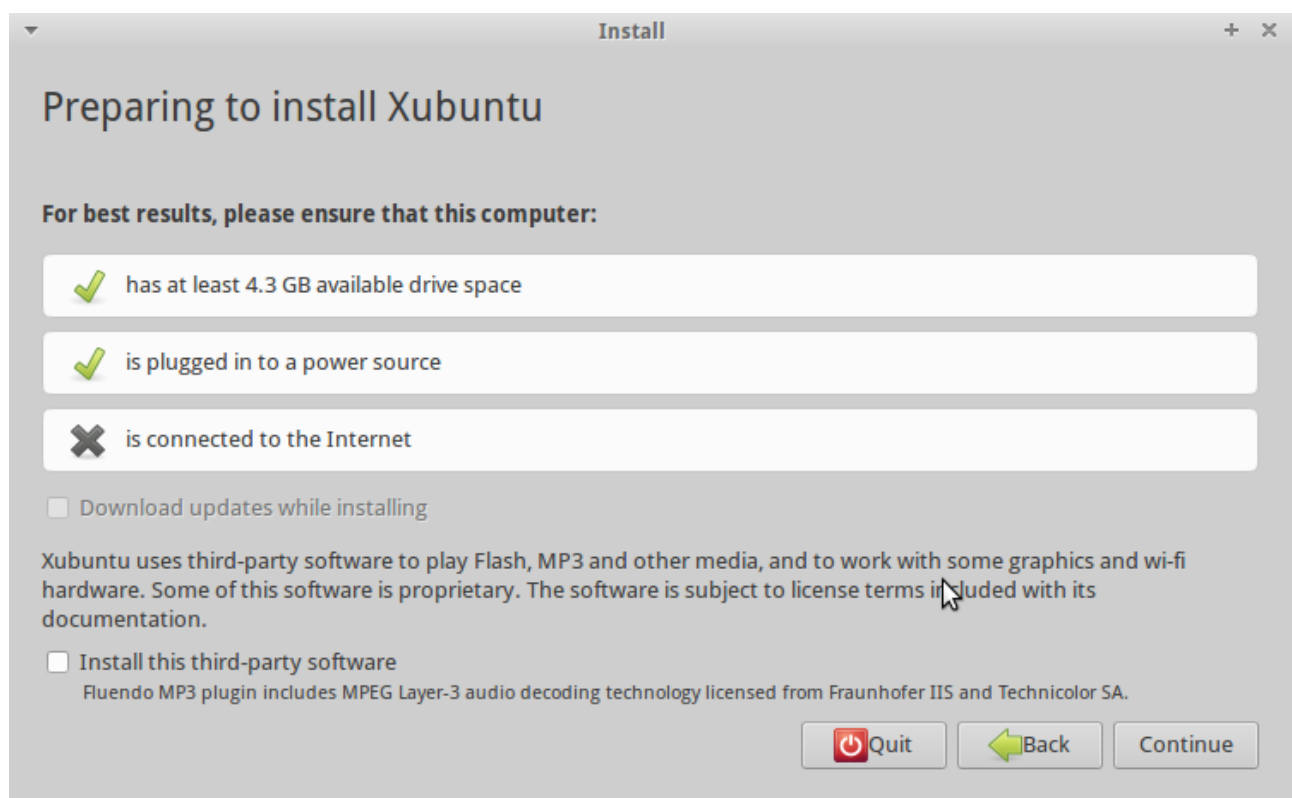 Install
Preparing to install Xubuntu
For best results, please ensure that this computer:
has at least 4.3 GB available drive space
is plugged in to a power source
is connected to the Internet
Download updates while installing
Xubuntu uses third-party software to play Flash, MP3 and other media, and to work with some graphics and wi-fi
hardware. Some of this software is proprietary. The software is subject to license terms included with its
documentation.
Install this third-party software
Fluendo MP3 plugin includes MPEG Layer-3 audio decoding technology licensed from Fraunhofer IIS and Technicolor SA.
Quit Back Continue